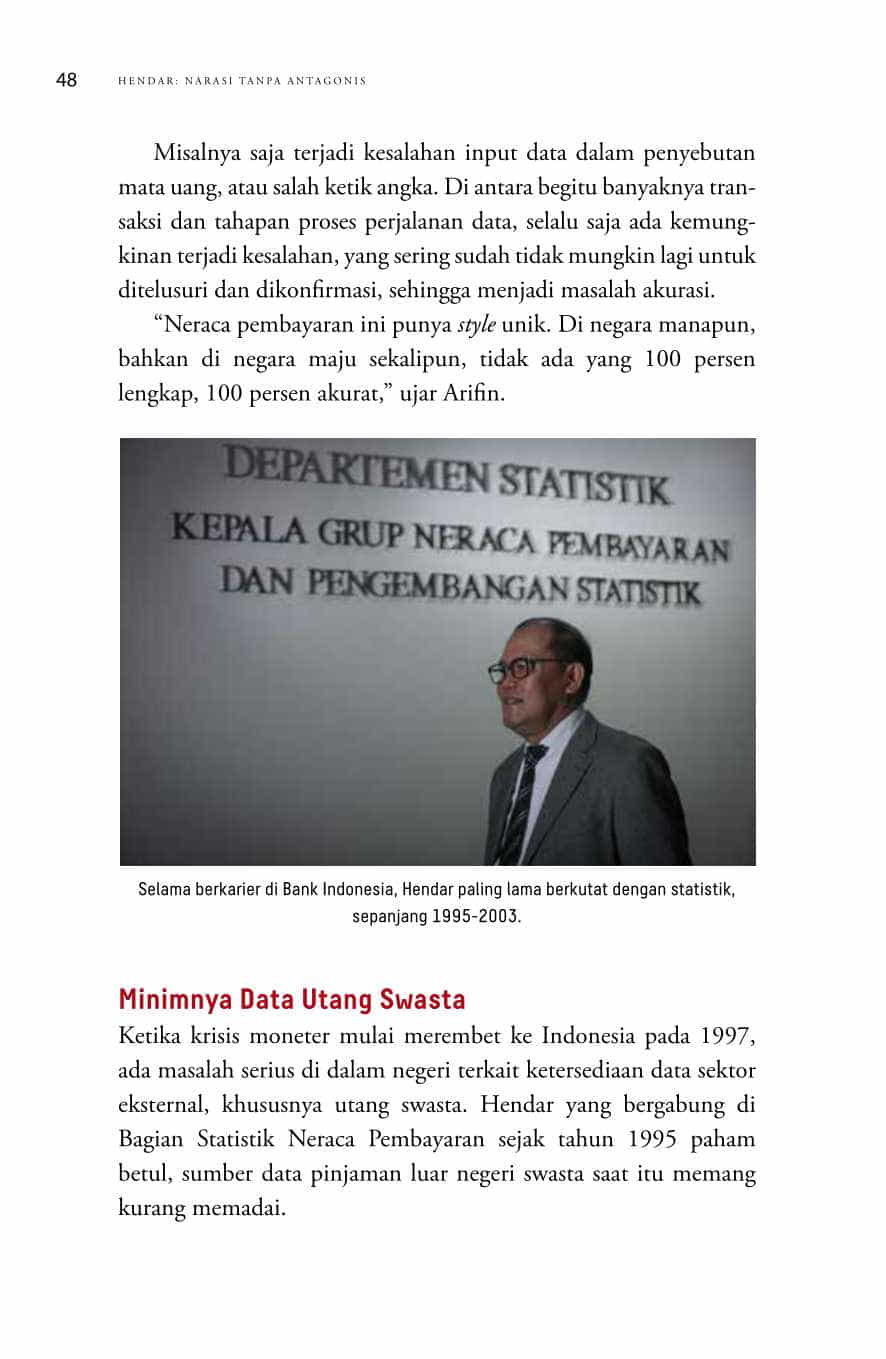 48
HENDAR: NARASI TANPA ANTAGONIS
Misalnya saja terjadi kesalahan input data dalam penyebutan
mata uang, atau salah ketik angka. Di antara begitu banyaknya tran-
saksi dan tahapan proses perjalanan data, selalu saja ada kemung-
kinan terjadi kesalahan, yang sering sudah tidak mungkin lagi untuk
ditelusuri dan dikonfirmasi, sehingga menjadi masalah akurasi.
“Neraca pembayaran ini punya style unik. Di negara manapun,
bahkan di negara maju sekalipun, tidak ada yang 100 persen
lengkap, 100 persen akurat,” ujar Arifin.
DEPARTEMEN STATISTIK
KEPALA GRUP NERACA PEMBAYARAN
DAN PENGEMBANGAN STATISTIK
Selama berkarier di Bank Indonesia, Hendar paling lama berkutat dengan statistik,
sepanjang 1995-2003.
Minimnya Data Utang Swasta
Ketika krisis moneter mulai merembet ke Indonesia pada 1997,
ada masalah serius di dalam negeri terkait ketersediaan data sektor
eksternal, khususnya utang swasta. Hendar yang bergabung di
Bagian Statistik Neraca Pembayaran sejak tahun 1995 paham
betul, sumber data pinjaman luar negeri swasta saat itu memang
kurang memadai.